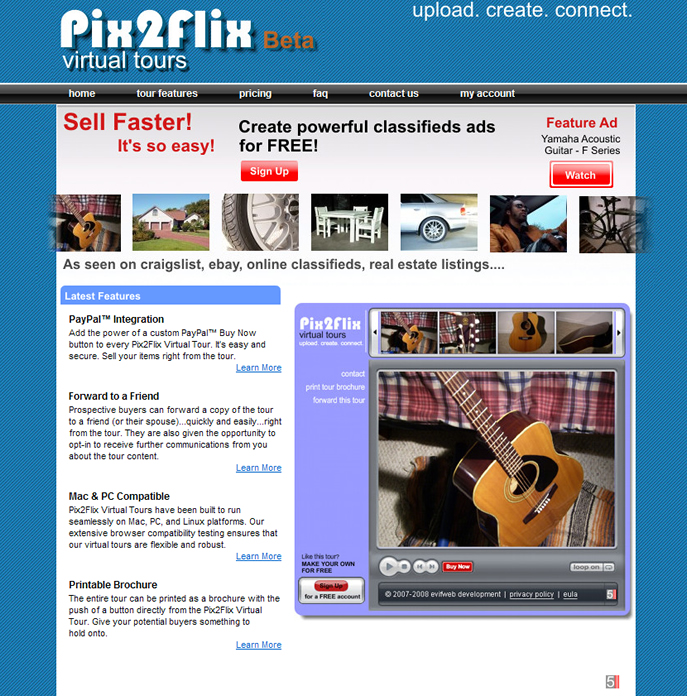 upload. create. connect.
Pix2Flix Beta
virtual tours
home tour features pricing faq contact us my account
Sell Faster!
It's so easy!
Create powerful classifieds ads
for FREE!
Sign Up
Feature Ad
Yamaha Acoustic
Guitar - F Series
Watch
As seen on craigslist, ebay, online classifieds, real estate listings....
Latest Features
PayPal™ Integration
Add the power of a custom PayPal™ Buy Now
button to every Pix2Flix Virtual Tour. It's easy and
secure. Sell your items right from the tour.
Learn More
Forward to a Friend
Prospective buyers can forward a copy of the tour
to a friend (or their spouse)...quickly and easily...right
from the tour. They are also given the opportunity to
opt-in to receive further communications from you
about the tour content.
Learn More
Mac & PC Compatible
Pix2Flix Virtual Tours have been built to run
seamlessly on Mac, PC, and Linux platforms. Our
extensive browser compatibility testing ensures that
our virtual tours are flexible and robust.
Learn More
Printable Brochure
The entire tour can be printed as a brochure with the
push of a button directly from the Pix2Flix Virtual
Tour. Give your potential buyers something to
hold onto.
Learn More
Pix2Flix
virtual tours
upload. create. connect.
contact
print tour brochure
forward this tour
Like this tour?
MAKE YOUR OWN
FOR FREE
Sign Up
for a FREE account
Buy Now
loop on
© 2007-2008 evifweb development | privacy policy | eula
5
5